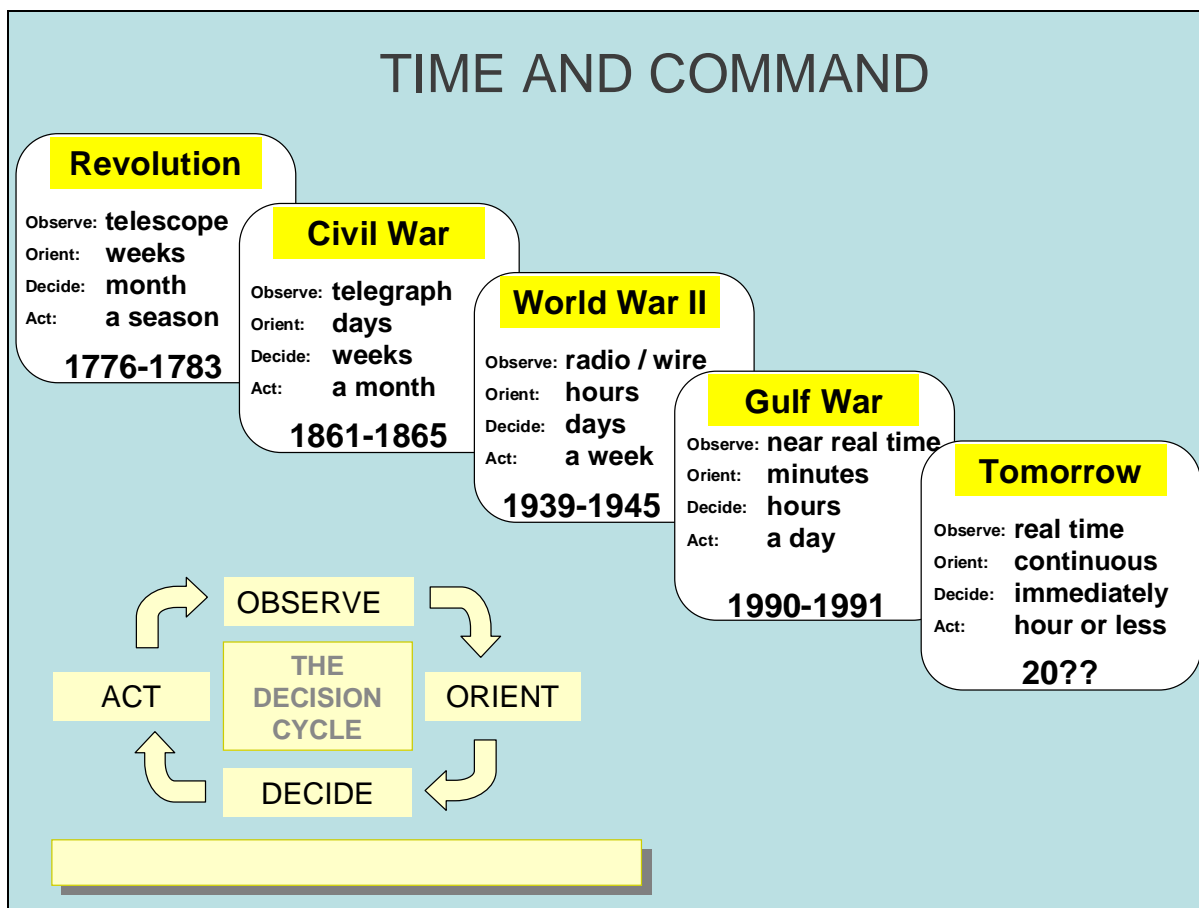 TIME AND COMMAND
Revolution
Observe: telescope
Orient: weeks
Decide: month
Act: a season
1776-1783
Civil War
Observe: telegraph
Orient: days
Decide: weeks
Act: a month
1861-1865
World War II
Observe: radio / wire
Orient: hours
Decide: days
Act: a week
1939-1945
Gulf War
Observe: near real time
Orient: minutes
Decide: hours
Act: a day
1990-1991
Tomorrow
Observe: real time
Orient: continuous
Decide: immediately
Act: hour or less
20??
OBSERVE
ORIENT
DECIDE
ACT
THE
DECISION
CYCLE